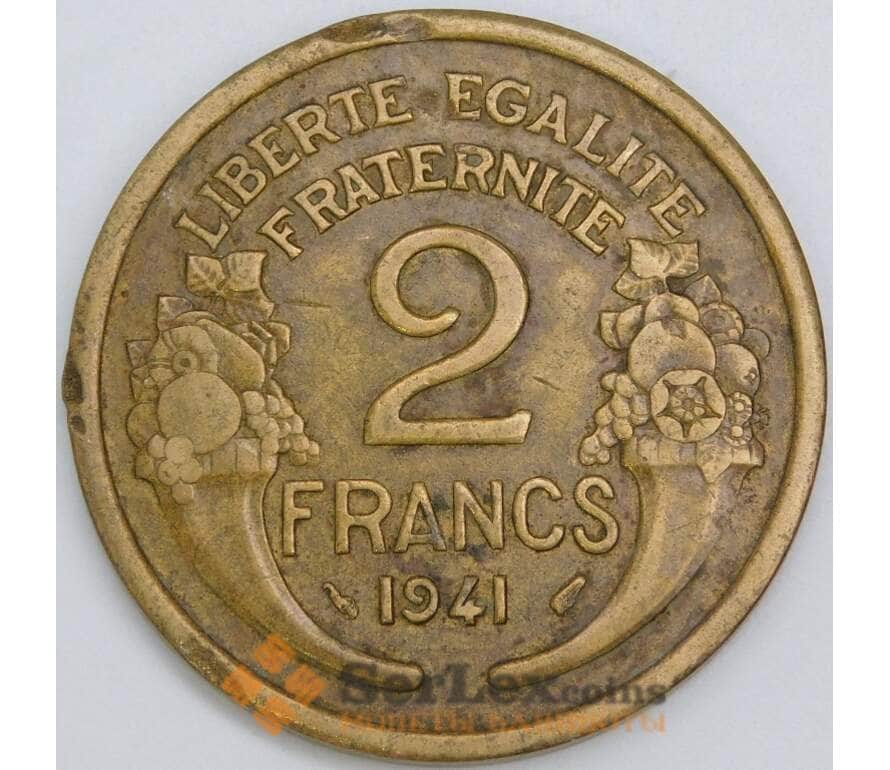 LIBERTE EGALITE
FRATERNITE
2
FRANCS
1941
SerLex coins
МОНЕТЫ БАНКНОТЫ